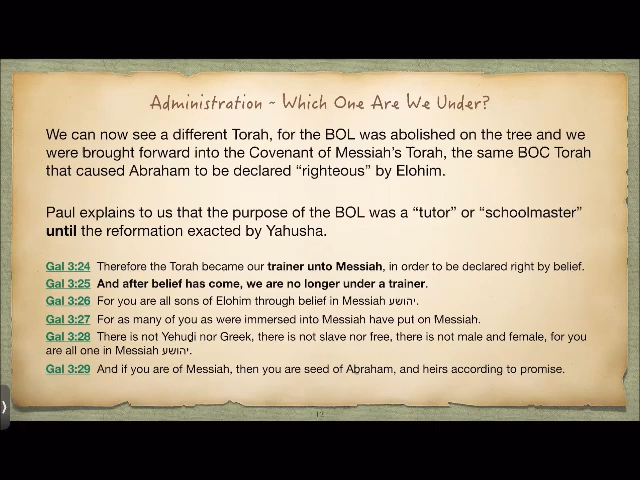 Administration ~ Which One Are We Under?
We can now see a different Torah, for the BOL was abolished on the tree and we
were brought forward into the Covenant of Messiah's Torah, the same BOC Torah
that caused Abraham to be declared "righteous" by Elohim.
Paul explains to us that the purpose of the BOL was a "tutor" or "schoolmaster"
until the reformation exacted by Yahusha.
Gal 3:24 Therefore the Torah became our trainer unto Messiah, in order to be declared right by belief.
Gal 3:25 And after belief has come, we are no longer under a trainer.
Gal 3:26 For you are all sons of Elohim through belief in Messiah יהושע.
Gal 3:27 For as many of you as were immersed into Messiah have put on Messiah.
Gal 3:28 There is not Yehuḏi nor Greek, there is not slave nor free, there is not male and female, for you
are all one in Messiah יהושע.
Gal 3:29 And if you are of Messiah, then you are seed of Aḇraham, and heirs according to promise.
12